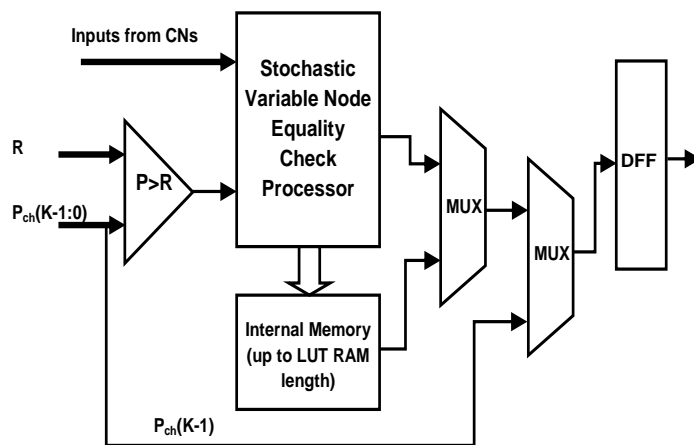 Inputs from CNs
Stochastic
Variable Node
Equality
Check
Processor
R
P>R
Pch(K-1:0)
MUX
MUX
DFF
Internal Memory
(up to LUT RAM
length)
Pch(K-1)